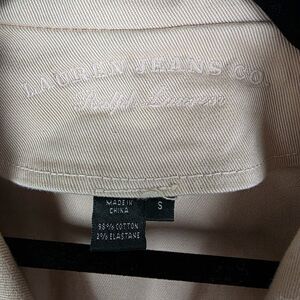 LAUREN JEANS CO.
Ralph Lauren
MADE IN
CHINA
S
98% COTTON
2% ELASTANE